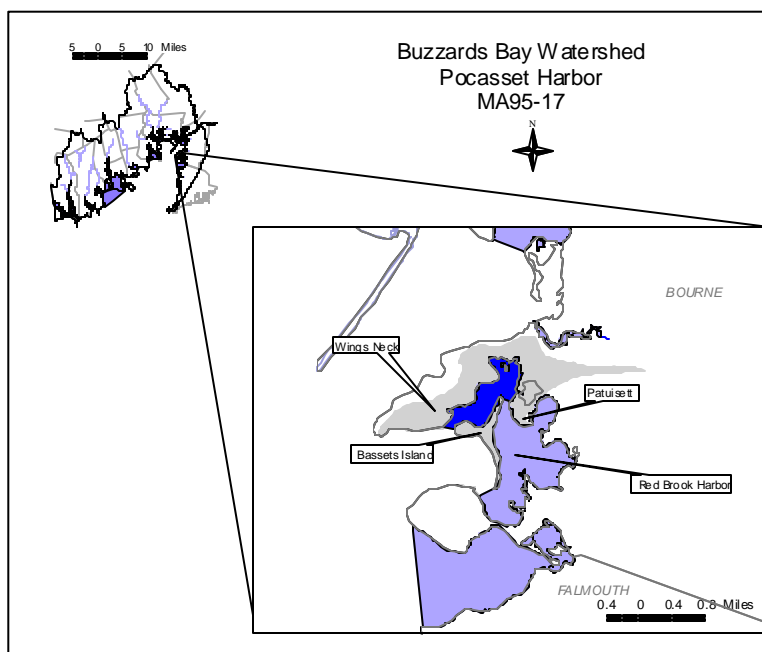 5 0 5 10 Miles
Buzzards Bay Watershed
Pocasset Harbor
MA95-17
N
BOURNE
Wings Neck
Patuisett
Bassets Island
Red Brook Harbor
FALMOUTH
0.4 0 0.4 0.8 Miles